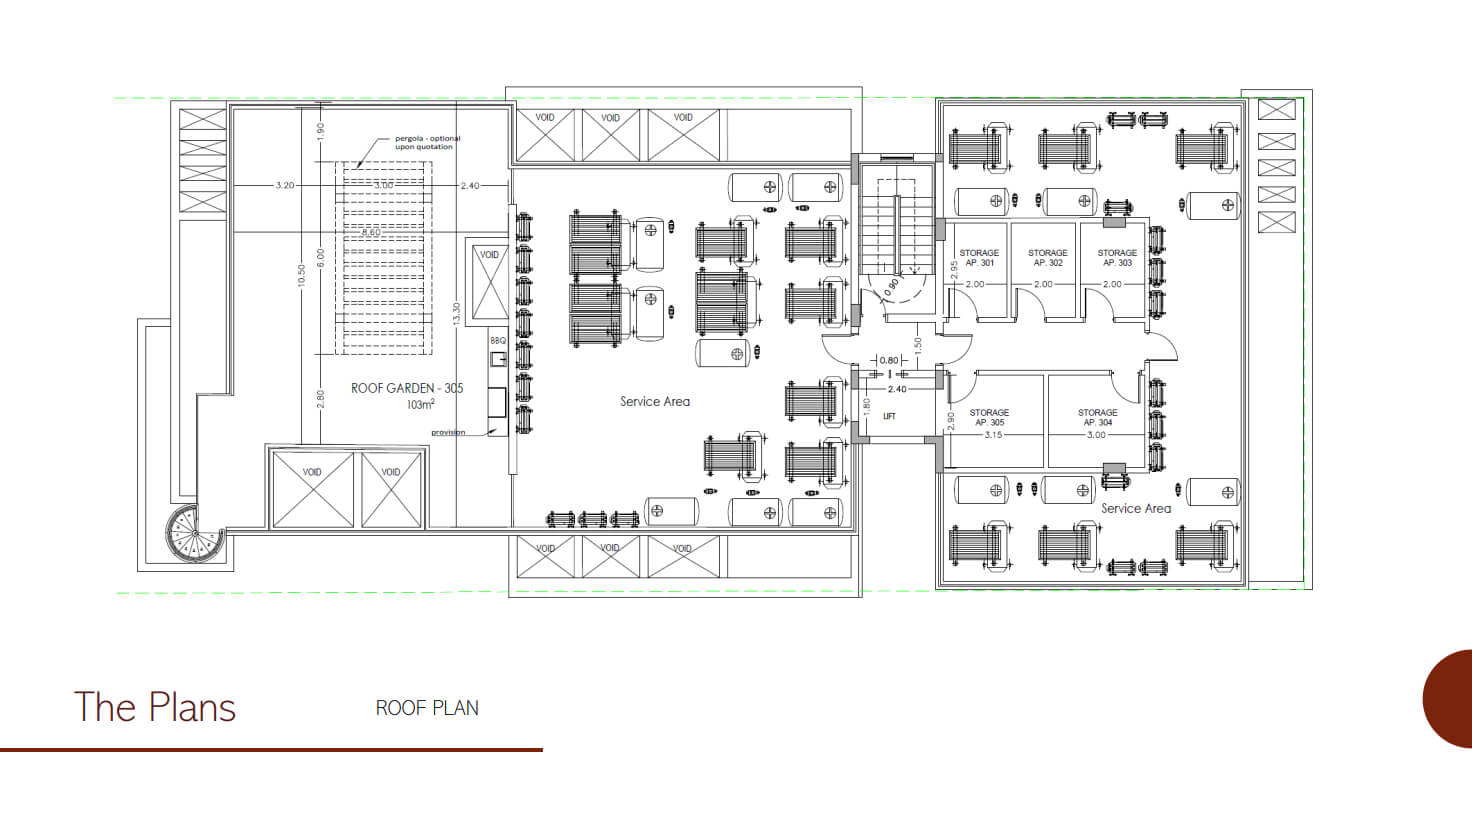 VOID
VOID
VOID
1.90
pergola - optional
upon quotation
3.20
3.00
2.40
8.60
6.00
10.50
13.30
VOID
BBQ
2.80
ROOF GARDEN - 305
103m²
provision
VOID
VOID
Service Area
VOID
VOID
VOID
0.90
STORAGE
AP. 301
STORAGE
AP. 302
STORAGE
AP. 303
2.95
2.00
2.00
2.00
1.50
0.80
2.40
1.80
LIFT
2.90
STORAGE
AP. 305
3.15
STORAGE
AP. 304
3.00
Service Area
The Plans
ROOF PLAN